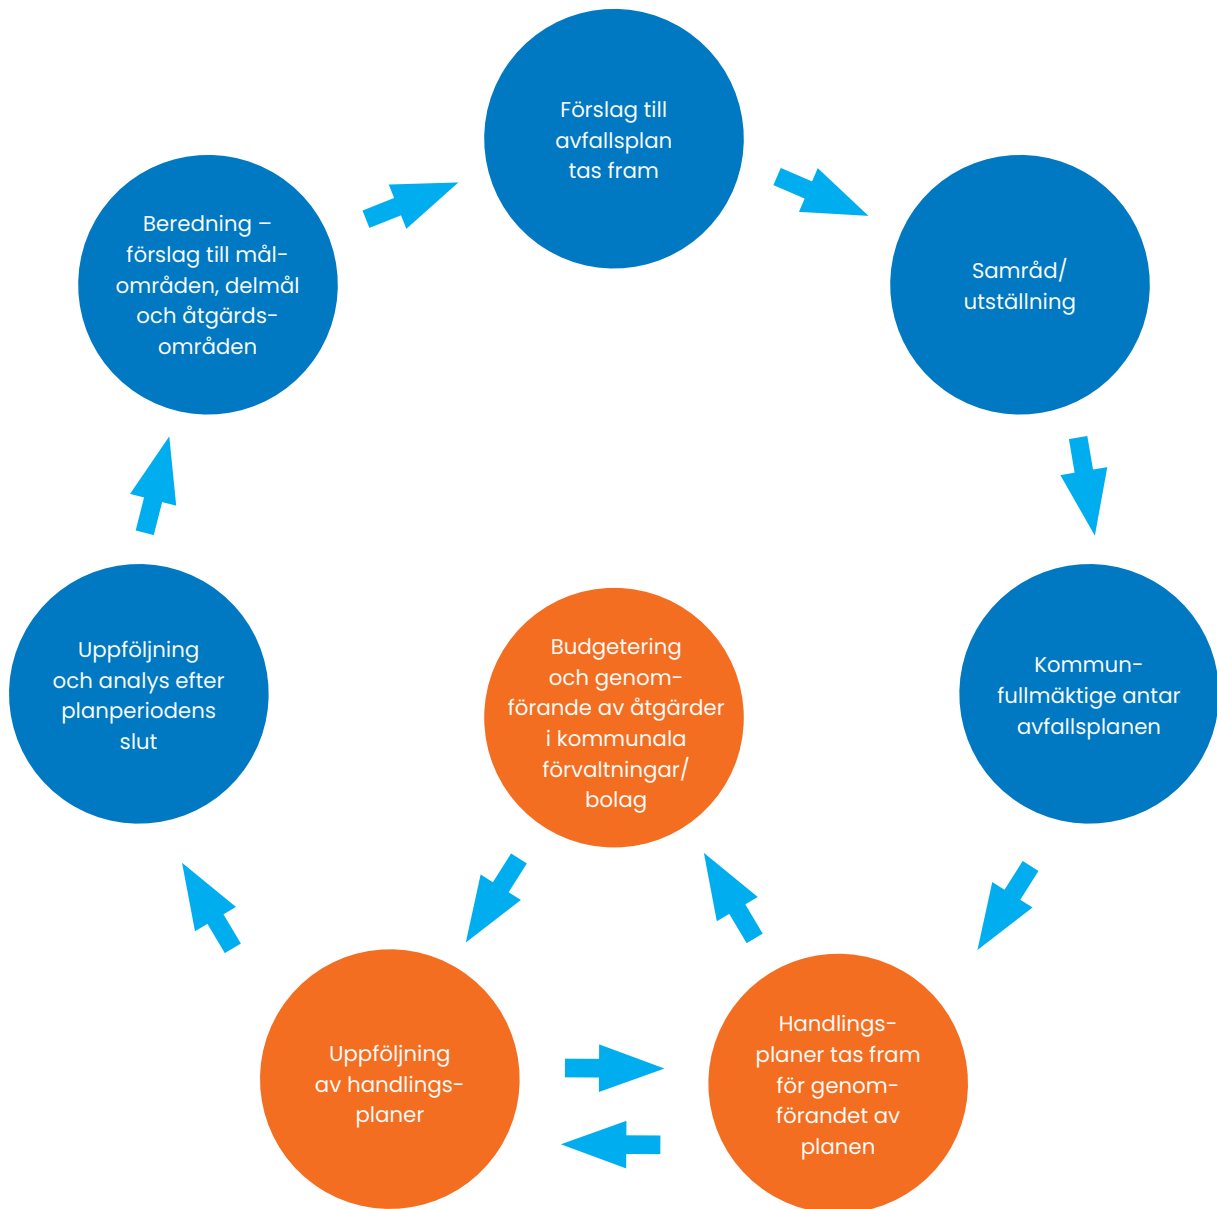 Förslag till
avfallsplan
tas fram
Samråd/
utställning
Kommun-
fullmäktige antar
avfallsplanen
Handlings-
planer tas fram
för genom-
förandet av
planen
Budgetering
och genom-
förande av åtgärder
i kommunala
förvaltningar/
bolag
Uppföljning
av handlings-
planer
Uppföljning
och analys efter
planperiodens
slut
Beredning –
förslag till mål-
områden, delmål
och åtgärds-
områden